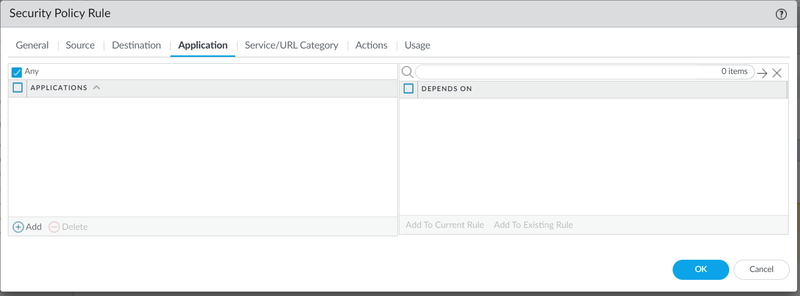 Security Policy Rule
General Source Destination Application Service/URL Category Actions Usage
Any
0 items
APPLICATIONS
DEPENDS ON
Add Delete
Add To Current Rule Add To Existing Rule
OK Cancel